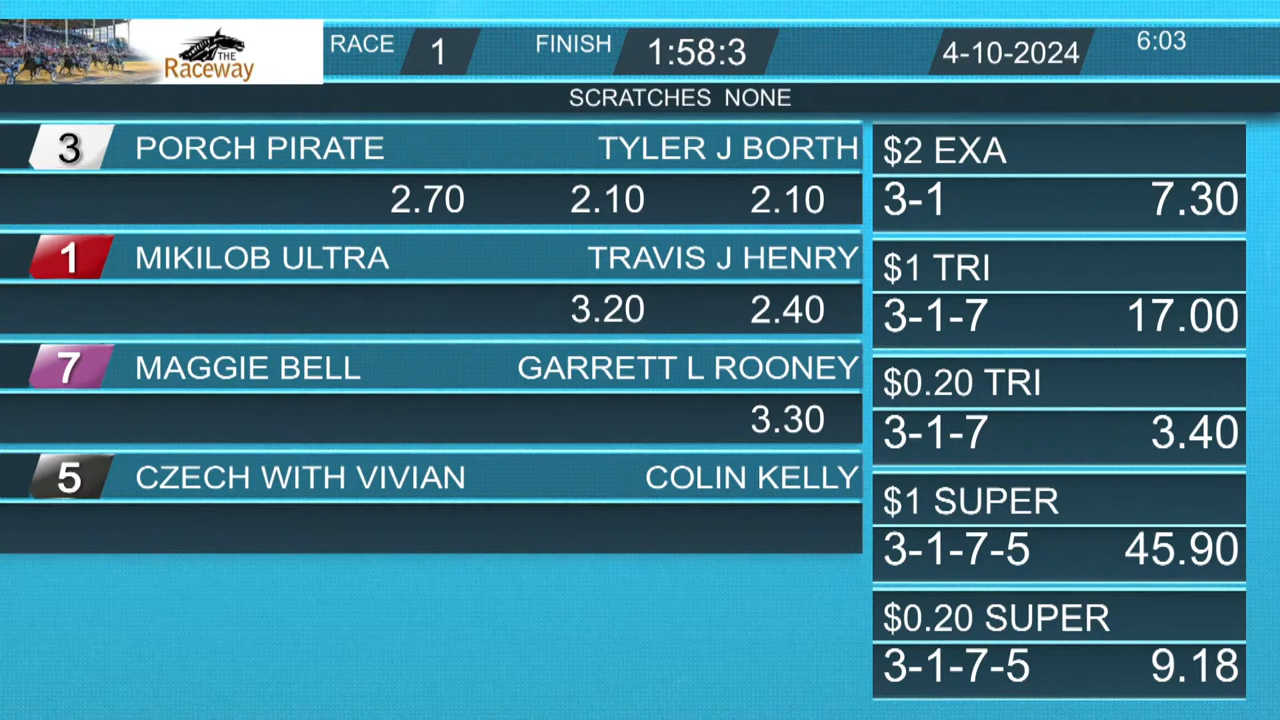 THE
Raceway
RACE 1 FINISH 1:58:3 4-10-2024 6:03
SCRATCHES NONE
3 PORCH PIRATE TYLER J BORTH
2.70 2.10 2.10
1 MIKILOB ULTRA TRAVIS J HENRY
3.20 2.40
7 MAGGIE BELL GARRETT L ROONEY
3.30
5 CZECH WITH VIVIAN COLIN KELLY
$2 EXA
3-1 7.30
$1 TRI
3-1-7 17.00
$0.20 TRI
3-1-7 3.40
$1 SUPER
3-1-7-5 45.90
$0.20 SUPER
3-1-7-5 9.18